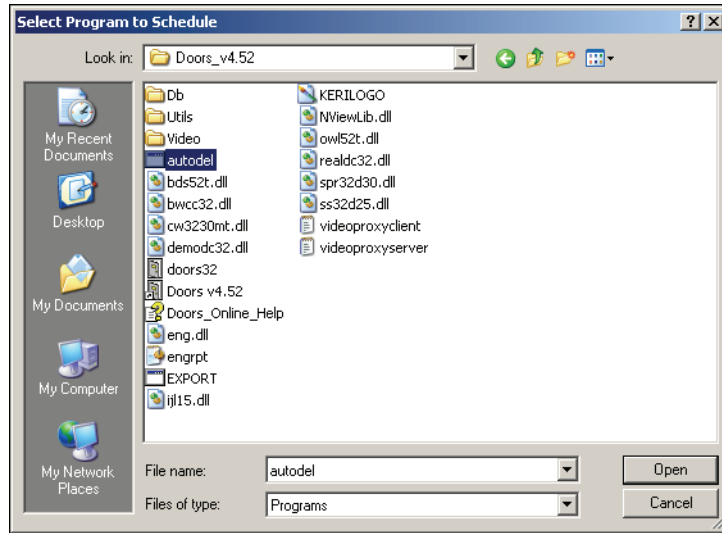 Select Program to Schedule
Look in: Doors_v4.52
My Recent
Documents
Desktop
My Documents
My Computer
My Network
Places
Db
Utils
Video
autodel
bds52t.dll
bwcc32.dll
cw3230mt.dll
democ32.dll
doors32
Doors v4.52
Doors_Online_Help
eng.dll
engrpt
EXPORT
ijl15.dll
KERILOGO
NViewLib.dll
owl52t.dll
realdc32.dll
spr32d30.dll
ss32d25.dll
videoproxyclient
videoproxyserver
File name: autodel
Open
Files of type: Programs
Cancel